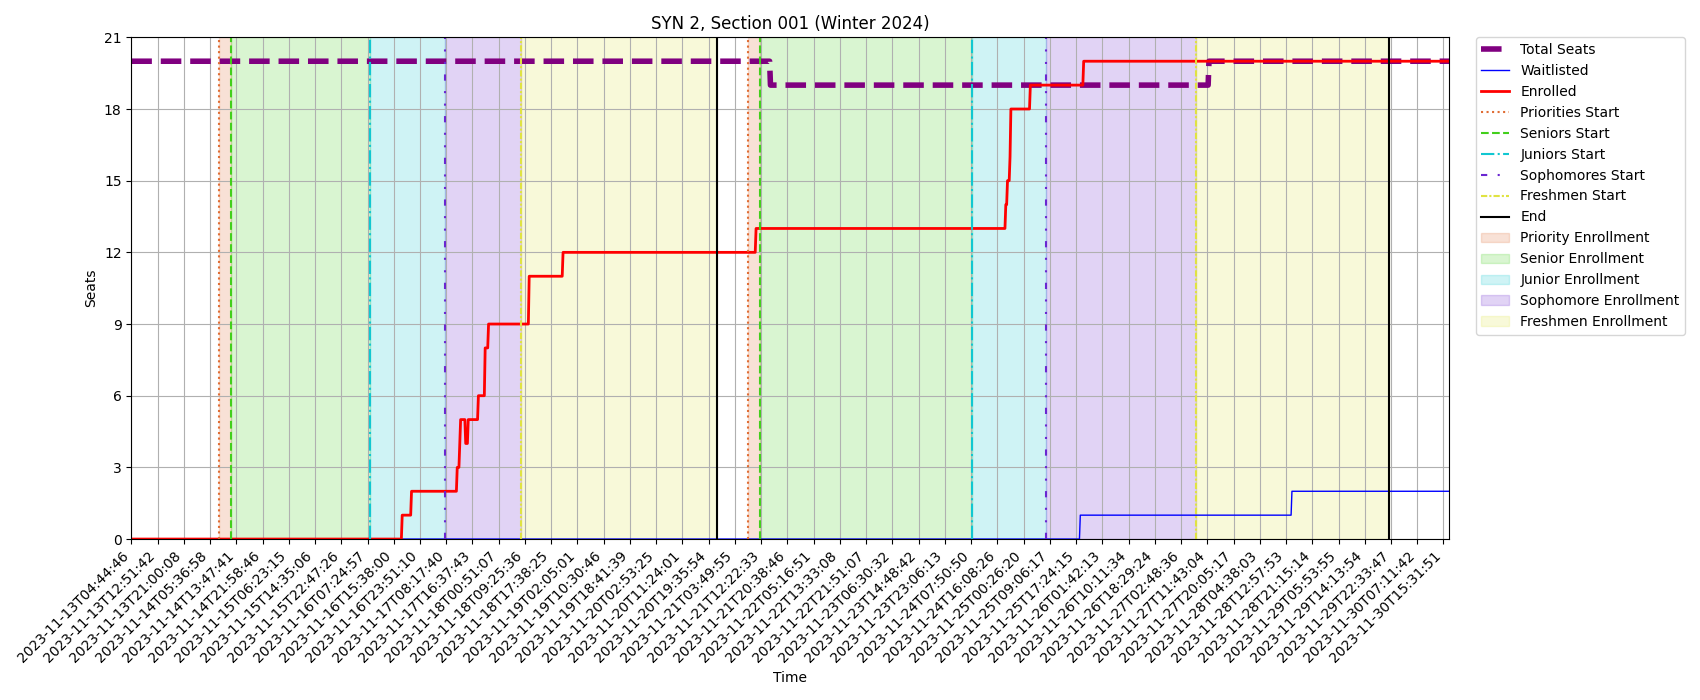 SYN 2, Section 001 (Winter 2024)
21
18
15
12
9
6
3
0
Seats
2023-11-13T04:44:46
2023-11-13T12:51:42
2023-11-13T21:00:08
2023-11-14T05:36:58
2023-11-14T13:47:41
2023-11-14T21:58:46
2023-11-15T06:23:15
2023-11-15T14:35:06
2023-11-15T22:47:26
2023-11-16T07:24:57
2023-11-16T15:38:00
2023-11-16T23:51:10
2023-11-17T08:17:40
2023-11-17T16:37:43
2023-11-18T00:51:07
2023-11-18T09:25:36
2023-11-18T17:38:25
2023-11-19T02:05:01
2023-11-19T10:30:46
2023-11-19T18:41:39
2023-11-20T02:53:25
2023-11-20T11:24:01
2023-11-20T19:35:54
2023-11-21T03:49:55
2023-11-21T12:22:33
2023-11-21T20:38:46
2023-11-22T05:16:51
2023-11-22T13:33:08
2023-11-22T21:51:07
2023-11-23T06:30:32
2023-11-23T14:48:42
2023-11-23T23:06:13
2023-11-24T07:50:50
2023-11-24T16:08:26
2023-11-25T00:26:20
2023-11-25T09:06:17
2023-11-25T17:24:15
2023-11-26T01:42:13
2023-11-26T10:11:34
2023-11-26T18:29:24
2023-11-27T02:48:36
2023-11-27T11:43:04
2023-11-27T20:05:17
2023-11-28T04:38:03
2023-11-28T12:57:53
2023-11-28T21:15:14
2023-11-29T05:53:55
2023-11-29T14:13:54
2023-11-29T22:33:47
2023-11-30T07:11:42
2023-11-30T15:31:51
Time
Total Seats
Waitlisted
Enrolled
Priorities Start
Seniors Start
Juniors Start
Sophomores Start
Freshmen Start
End
Priority Enrollment
Senior Enrollment
Junior Enrollment
Sophomore Enrollment
Freshmen Enrollment